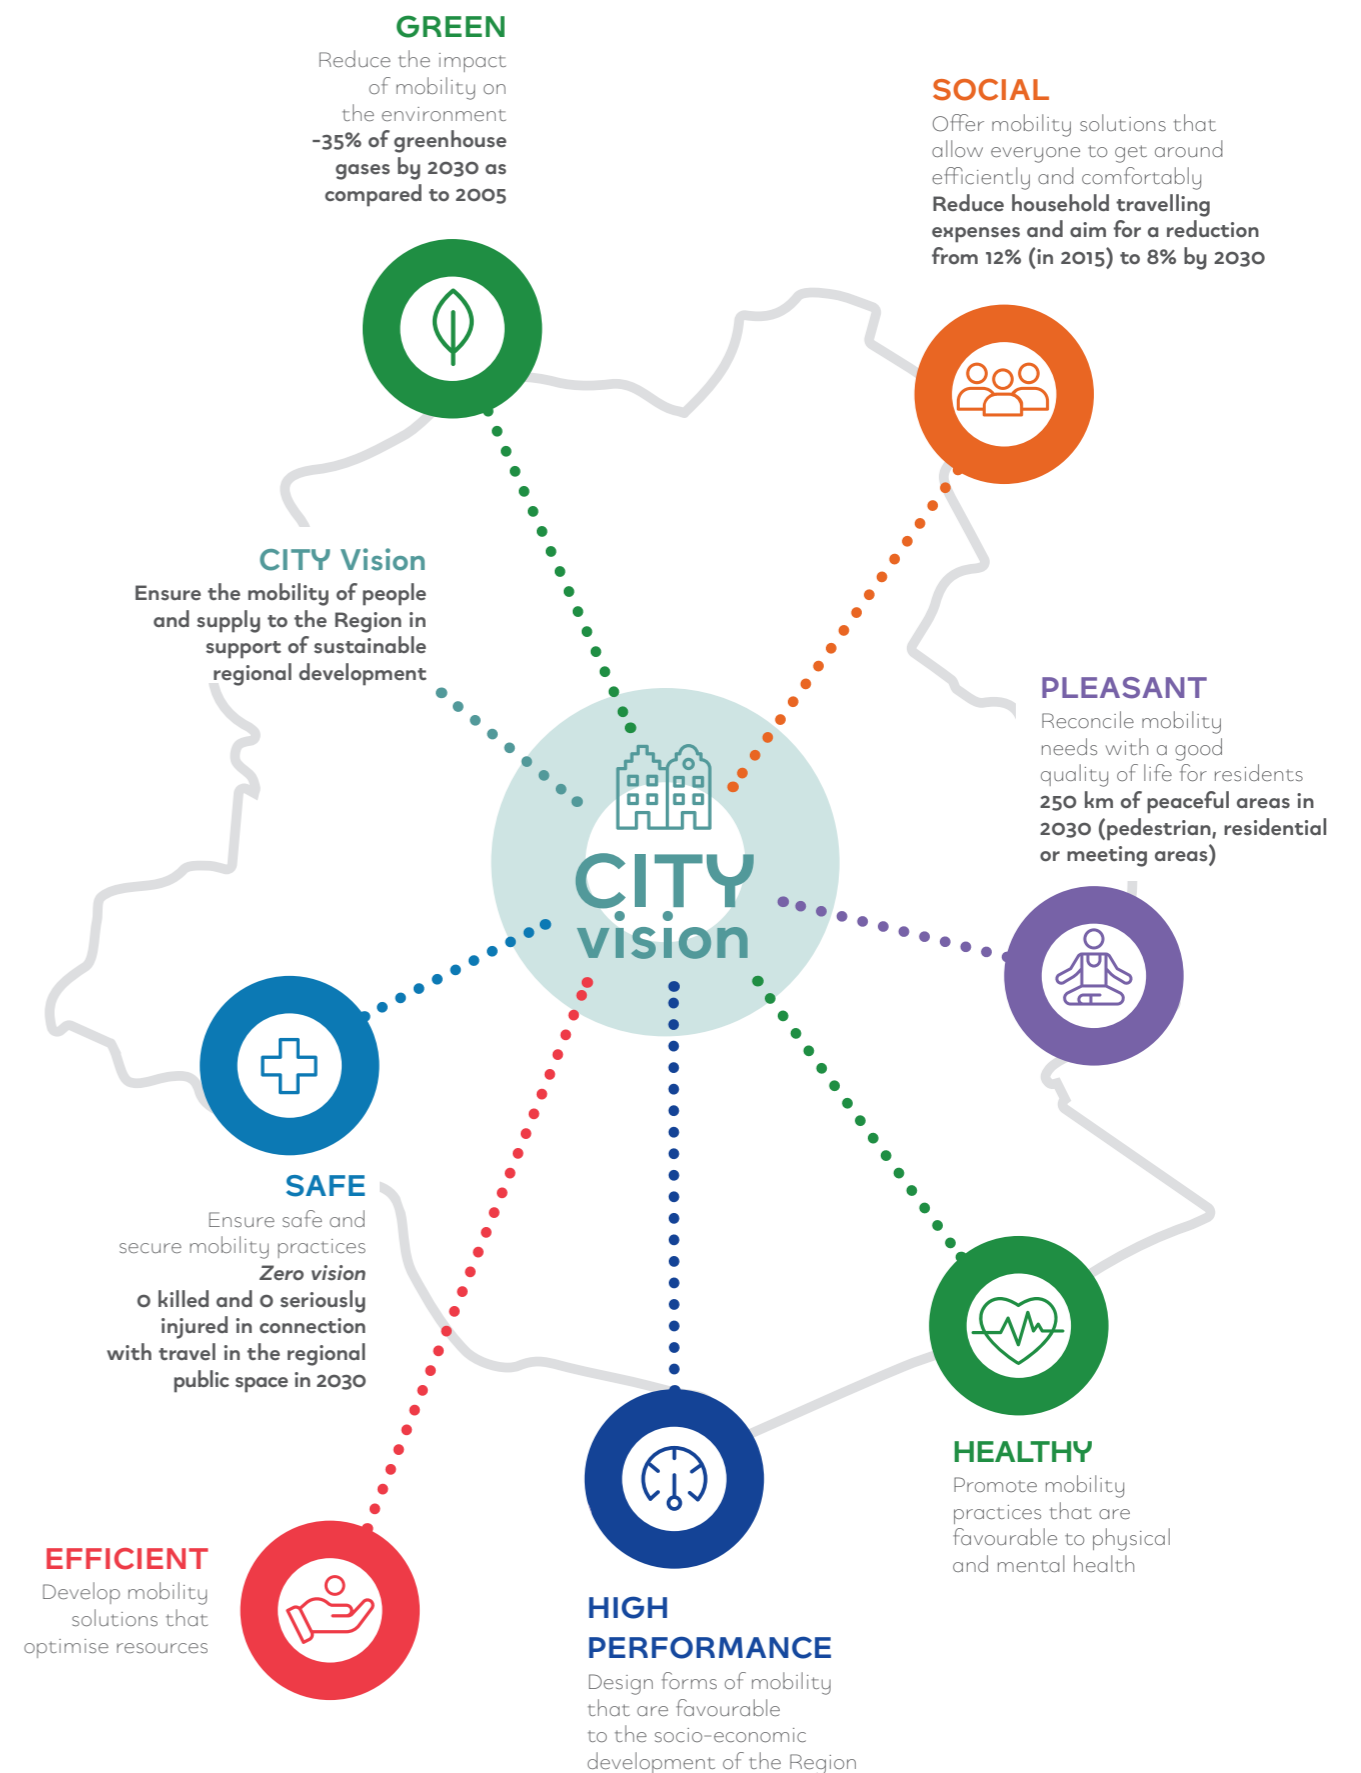 GREEN
Reduce the impact
of mobility on
the environment
-35% of greenhouse
gases by 2030 as
compared to 2005
SOCIAL
Offer mobility solutions that
allow everyone to get around
efficiently and comfortably
Reduce household travelling
expenses and aim for a reduction
from 12% (in 2015) to 8% by 2030
CITY Vision
Ensure the mobility of people
and supply to the Region in
support of sustainable
regional development
PLEASANT
Reconcile mobility
needs with a good
quality of life for residents
250 km of peaceful areas in
2030 (pedestrian, residential
or meeting areas)
CITY
vision
SAFE
Ensure safe and
secure mobility practices
Zero vision
0 killed and 0 seriously
injured in connection
with travel in the regional
public space in 2030
HEALTHY
Promote mobility
practices that are
favourable to physical
and mental health
EFFICIENT
Develop mobility
solutions that
optimise resources
HIGH
PERFORMANCE
Design forms of mobility
that are favourable
to the socio-economic
development of the Region